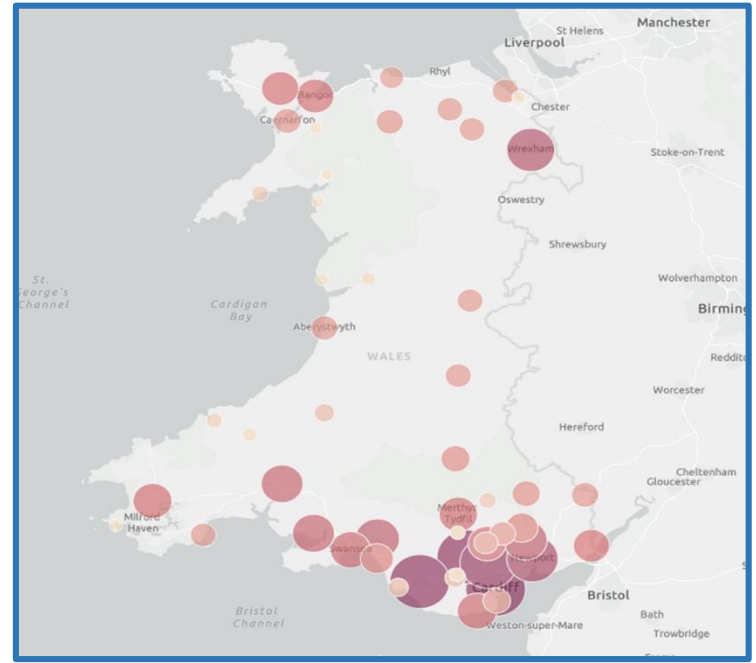 Manchester
St Helens
Liverpool
Rhyl
Bangor
Chester
Caernarfon
Wrexham
Stoke-on-Trent
Oswestry
Shrewsbury
St.
George's
Channel
Wolverhampton
Cardigan
Bay
Birming
Aberystwyth
WALES
Reddit
Worcester
Hereford
Cheltenham
Gloucester
Merthyr
Tydfil
Milford
Haven
Swansea
Newport
Cardiff
Bristol
Bristol
Channel
Bath
Weston-super-Mare
Trowbridge